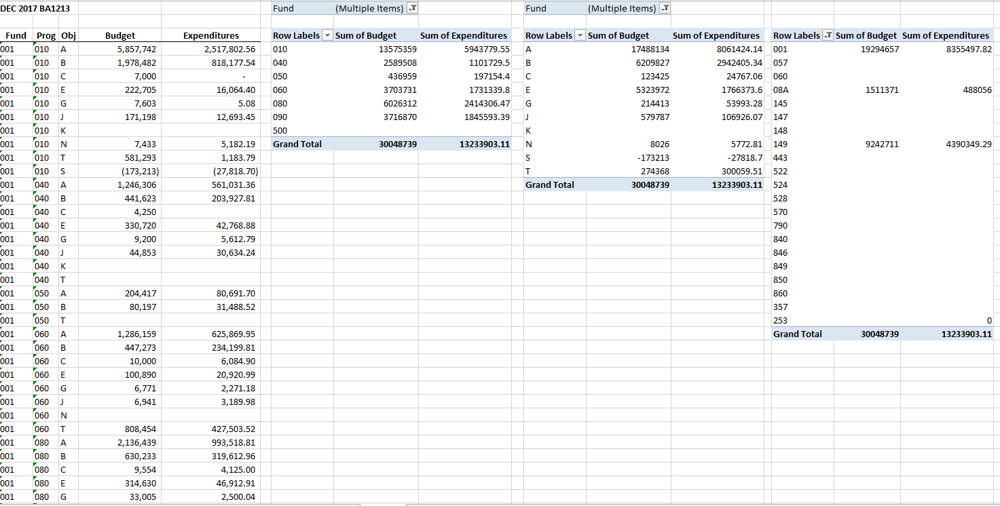 DEC 2017 BA1213 Fund (Multiple Items) Fund (Multiple Items)
Fund Prog Obj Budget Expenditures Row Labels Sum of Budget Sum of Expenditures Row Labels Sum of Budget Sum of Expenditures Row Labels Sum of Budget Sum of Expenditures
001 010 A 5,857,742 2,517,802.56 010 13575359 5943779.55 A 17488134 8061424.14 001 19294657 8355497.82
001 010 B 1,978,482 818,177.54 040 2589508 1101729.5 B 6209827 2942405.34 057
001 010 C 7,000 - 050 436959 197154.4 C 123425 24767.06 060
001 010 E 222,705 16,064.40 060 3703731 1731339.8 E 5323972 1766373.6 08A 1511371 488056
001 010 G 7,603 5.08 080 6026312 2414306.47 G 214413 53993.28 145
001 010 J 171,198 12,693.45 090 3716870 1845593.39 J 579787 106926.07 147
001 010 K 500 K 148
001 010 N 7,433 5,182.19 Grand Total 30048739 13233903.11 N 8026 5772.81 149 9242711 4390349.29
001 010 T 581,293 1,183.79 S -173213 -27818.7 443
001 010 S (173,213) (27,818.70) T 274368 300059.51 522
001 040 A 1,246,306 561,031.36 Grand Total 30048739 13233903.11 524
001 040 B 441,623 203,927.81 528
001 040 C 4,250 570
001 040 E 330,720 42,768.88 790
001 040 G 9,200 5,612.79 840
001 040 J 44,853 30,634.24 846
001 040 K 849
001 040 T 850
001 050 A 204,417 80,691.70 860
001 050 B 80,197 31,488.52 357
001 050 T 253 0
001 060 A 1,286,159 625,869.95 Grand Total 30048739 13233903.11
001 060 B 447,273 234,199.81
001 060 C 10,000 6,084.90
001 060 E 100,890 20,920.99
001 060 G 6,771 2,271.18
001 060 J 6,941 3,189.98
001 060 N
001 060 T 808,454 427,503.52
001 080 A 2,136,439 993,518.81
001 080 B 630,233 319,612.96
001 080 C 9,554 4,125.00
001 080 E 314,630 46,912.91
001 080 G 33,005 2,500.04